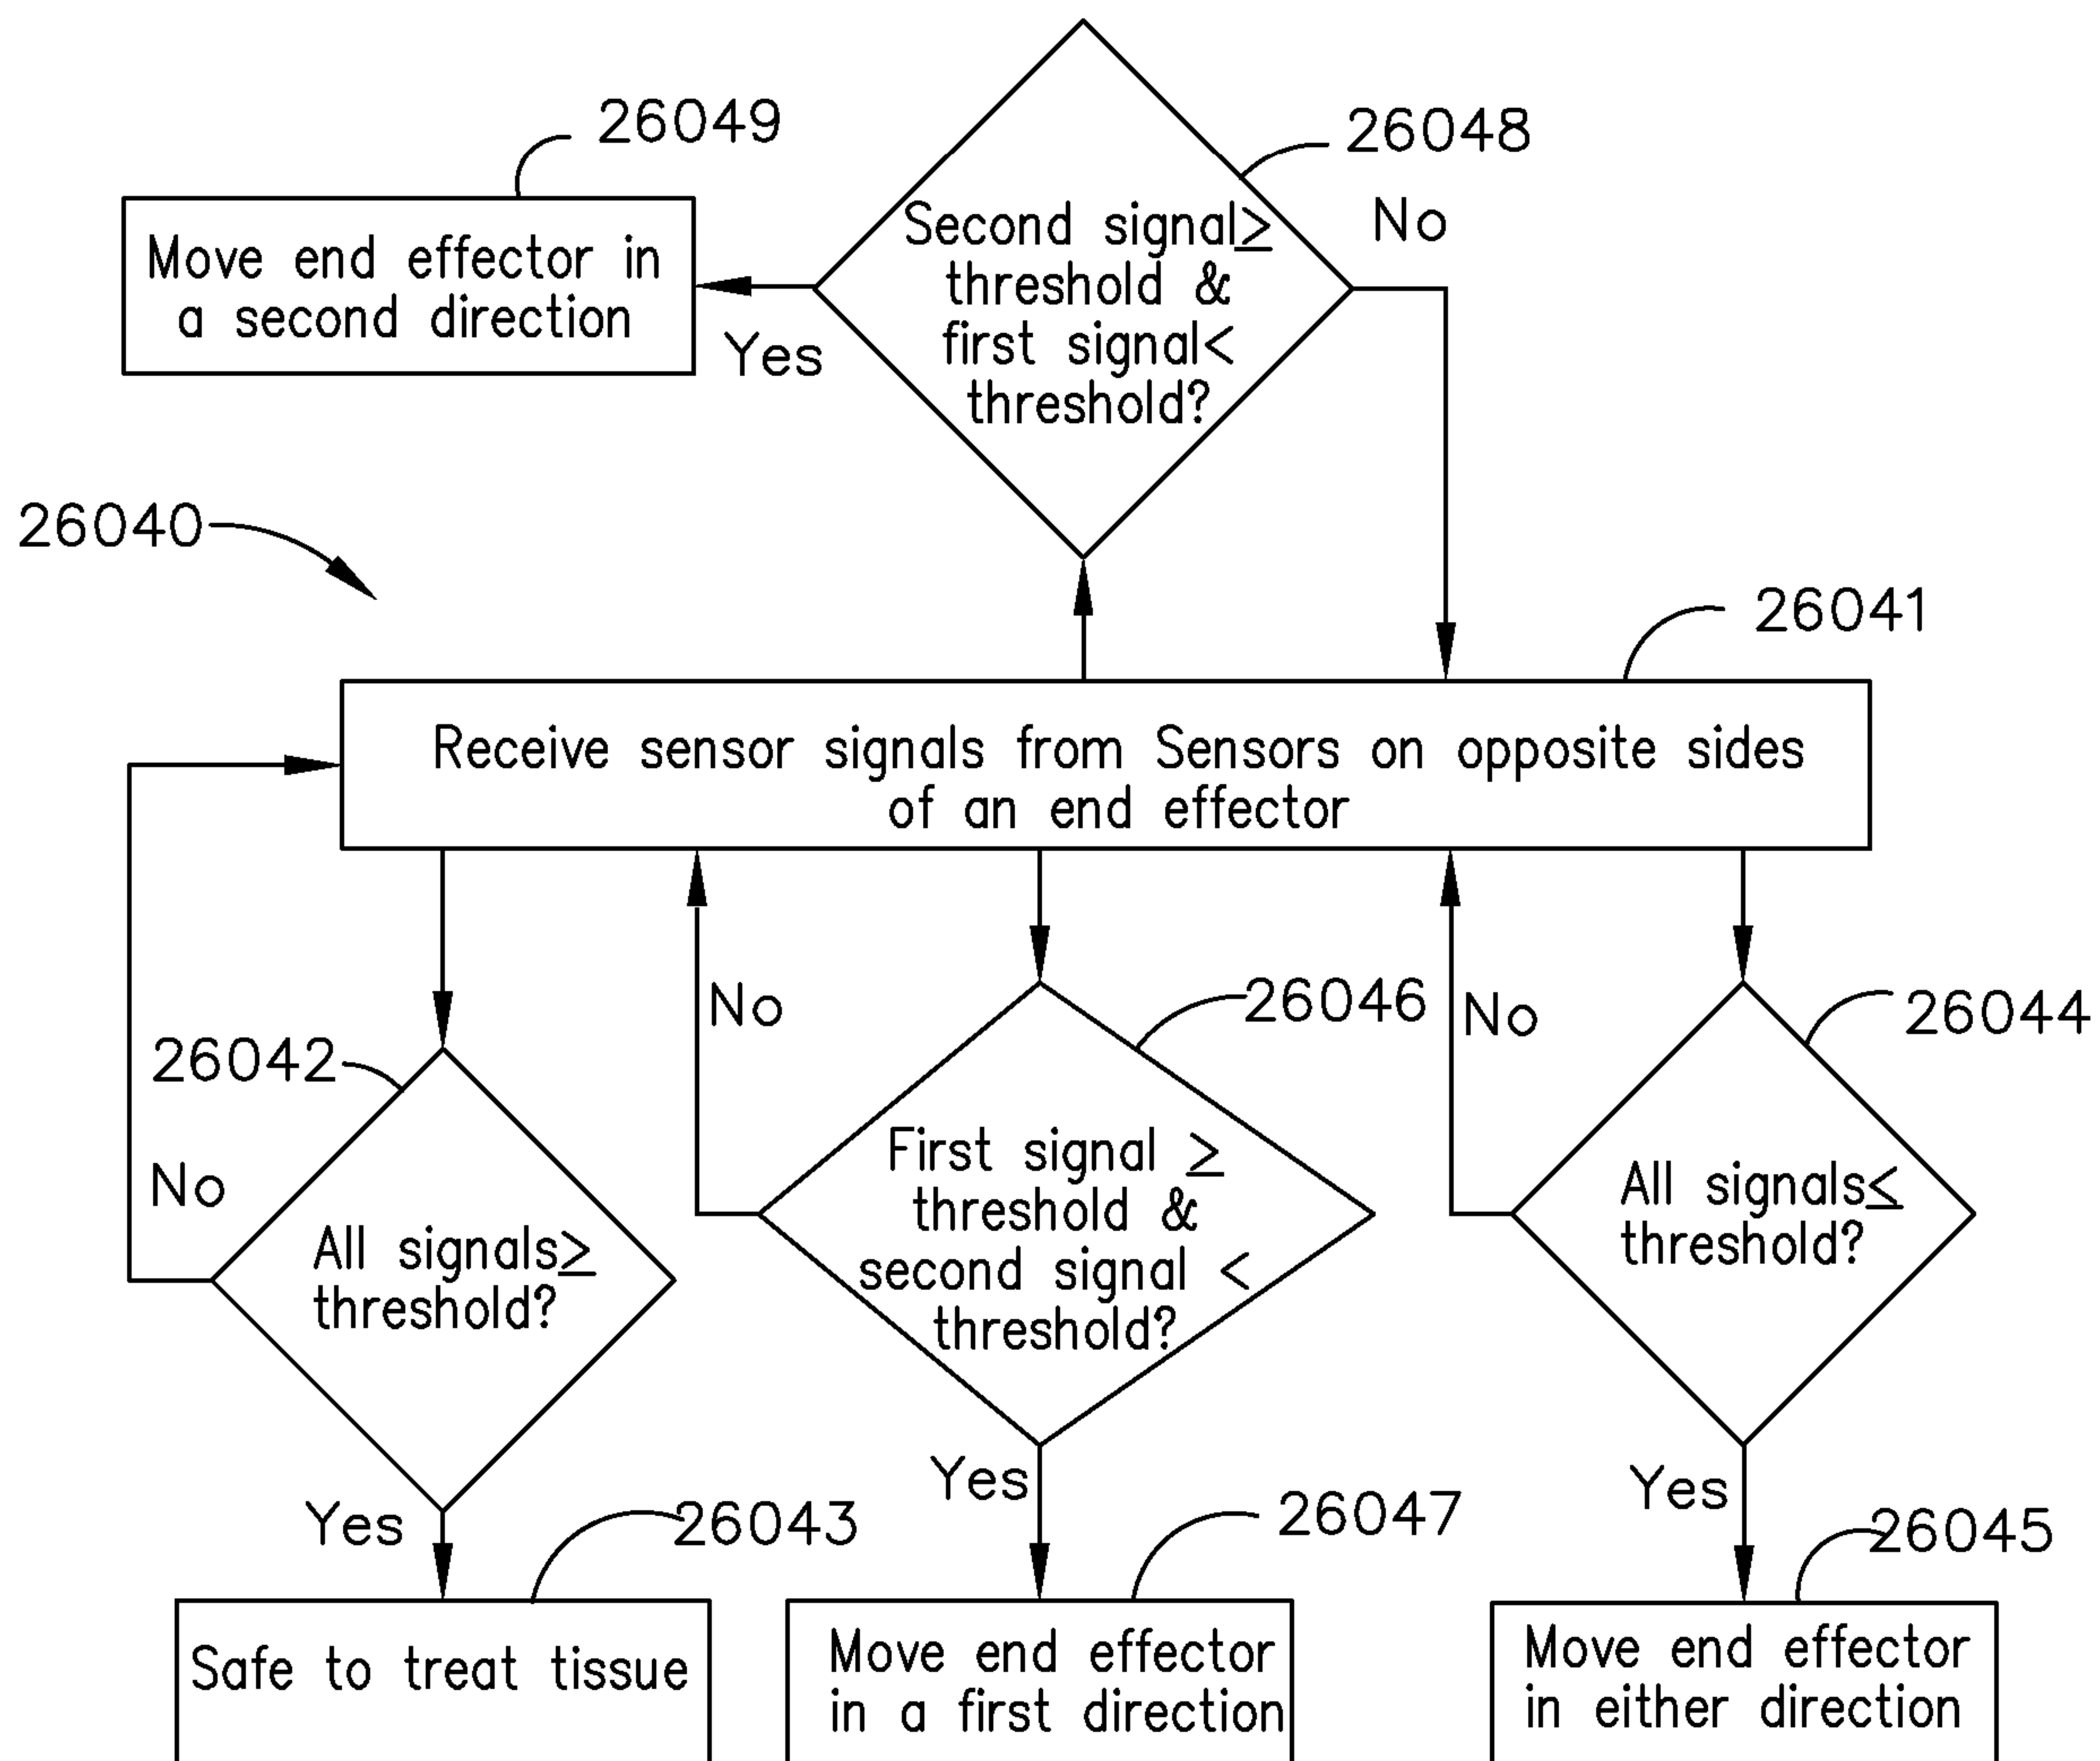 26049
26048
No
Move end effector in
a second direction
Second signal≥
threshold &
first signal<
threshold?
Yes
26040
26041
Receive sensor signals from Sensors on opposite sides
of an end effector
No
26046
No
26044
26042
No
First signal ≥
threshold &
second signal <
threshold?
All signals≤
threshold?
All signals≥
threshold?
Yes
26043
Yes
26047
Yes
26045
Safe to treat tissue
Move end effector
in a first direction
Move end effector
in either direction